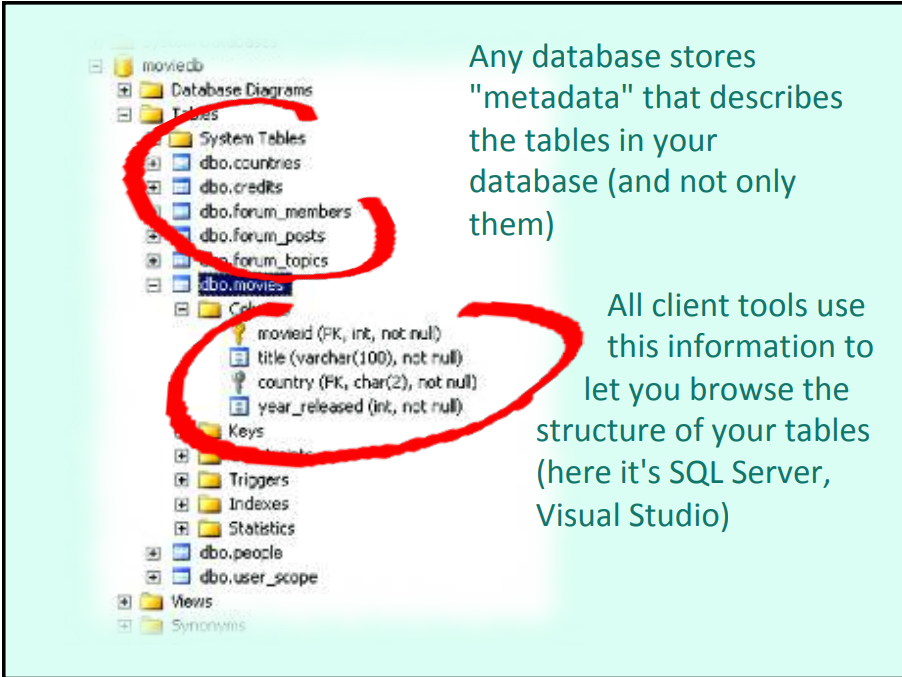 System Databases
moviedb
Database Diagrams
Tables
System Tables
dbo.countries
dbo.credits
dbo.forum_members
dbo.forum_posts
dbo.forum_topics
dbo.movies
movieid (PK, int, not null)
title (varchar(100), not null)
country (FK, char(2), not null)
year_released (int, not null)
Keys
Triggers
Indexes
Statistics
dbo.people
dbo.user_scope
Views
Synonyms
Any database stores
"metadata" that describes
the tables in your
database (and not only
them)
All client tools use
this information to
let you browse the
structure of your tables
(here it's SQL Server,
Visual Studio)